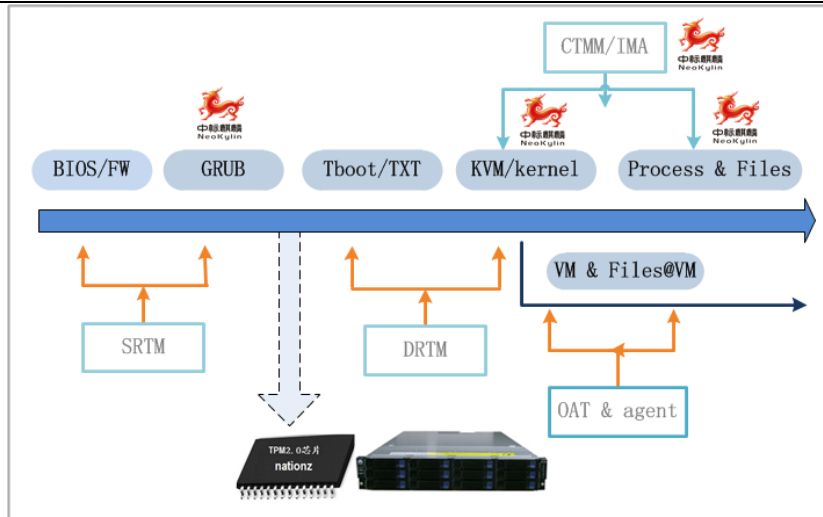 CTMM/IMA
中标麒麟
NeoKylin
中标麒麟
NeoKylin
中标麒麟
NeoKylin
中标麒麟
NeoKylin
BIOS/FW
GRUB
Tboot/TXT
KVM/kernel
Process & Files
VM & Files@VM
SRTM
DRTM
OAT & agent
TPM2.0芯片
nationz